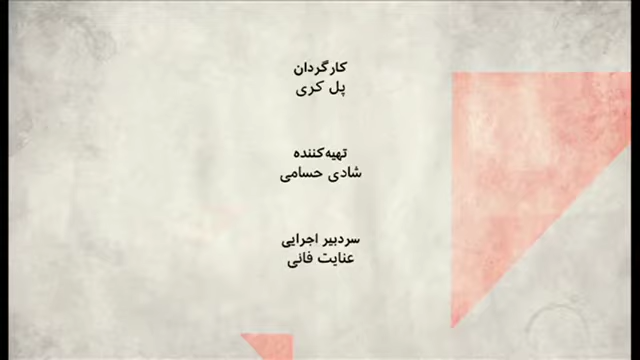 کارگردان
پل کری
تهیه‌کننده
شادی حسامی
سردبیر اجرایی
عنایت فانی